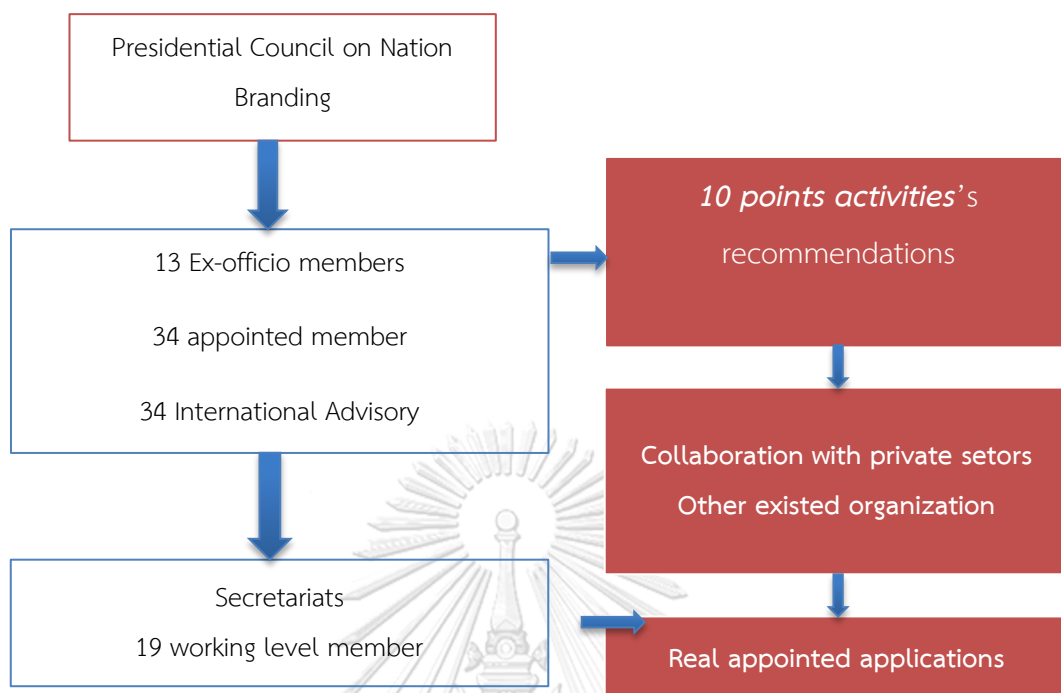 Presidential Council on Nation
Branding
13 Ex-officio members
34 appointed member
34 International Advisory
Secretariats
19 working level member
10 points activities's
recommendations
Collaboration with private setors
Other existed organization
Real appointed applications